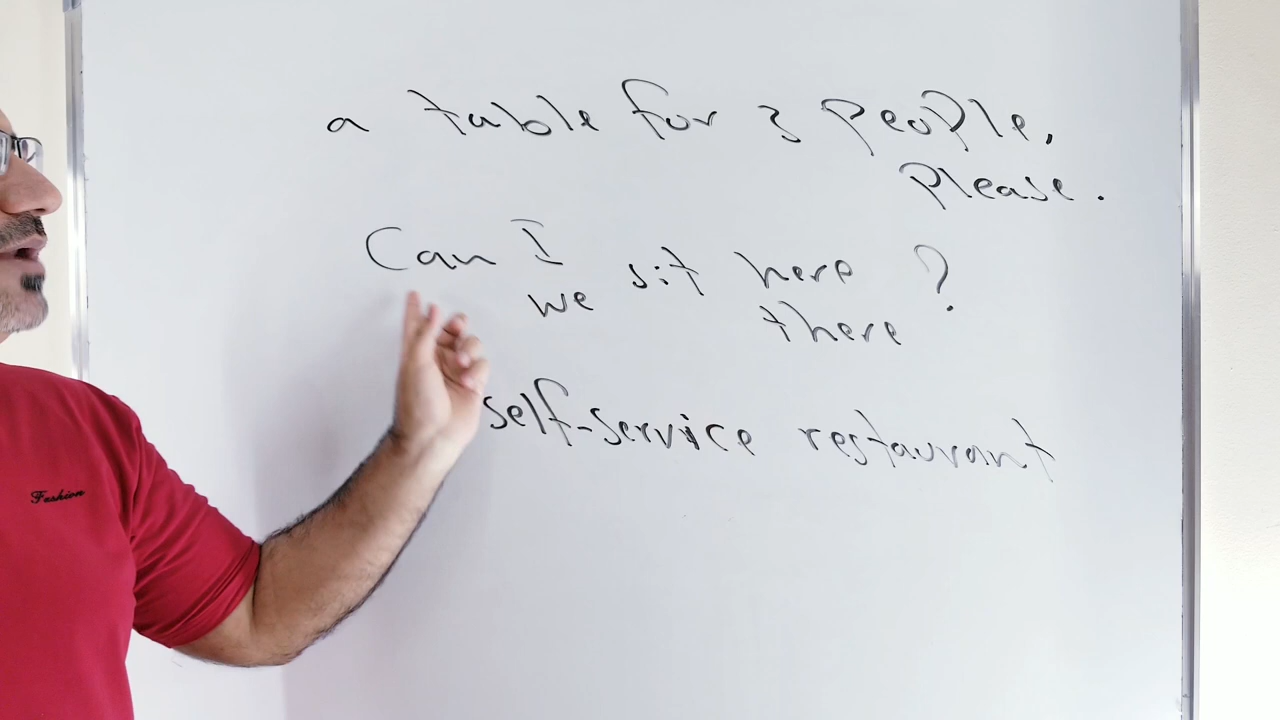 a table for 3 people,
please.
Can I sit here ?
we there
self-service restaurant
Fashion